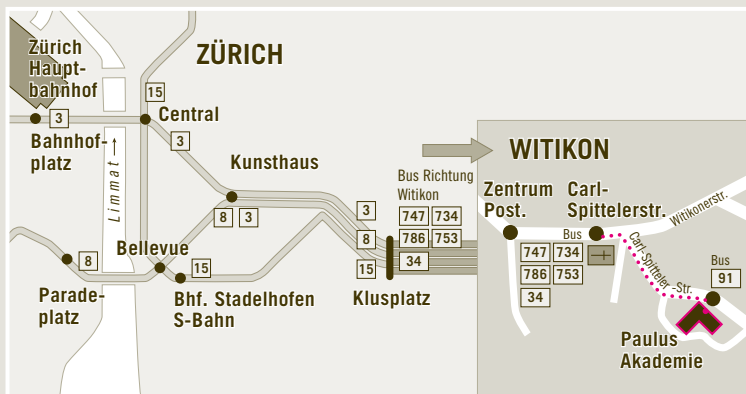 Zürich
Haupt-
bahnhof
3
Bahnhof-
platz
Limmat →
ZÜRICH
15
Central
3
Kunsthaus
8 3
Bellevue
8
Parade-
platz
15
Bhf. Stadelhofen
S-Bahn
3
8
15
Klusplatz
Bus Richtung
Witikon
747 734
786 753
34
WITIKON
Zentrum
Post.
Carl-
Spittelerstr.
Witikonerstr.
Bus
747 734
786 753
34
Carl-Spitteler-Str.
Bus
91
Paulus
Akademie